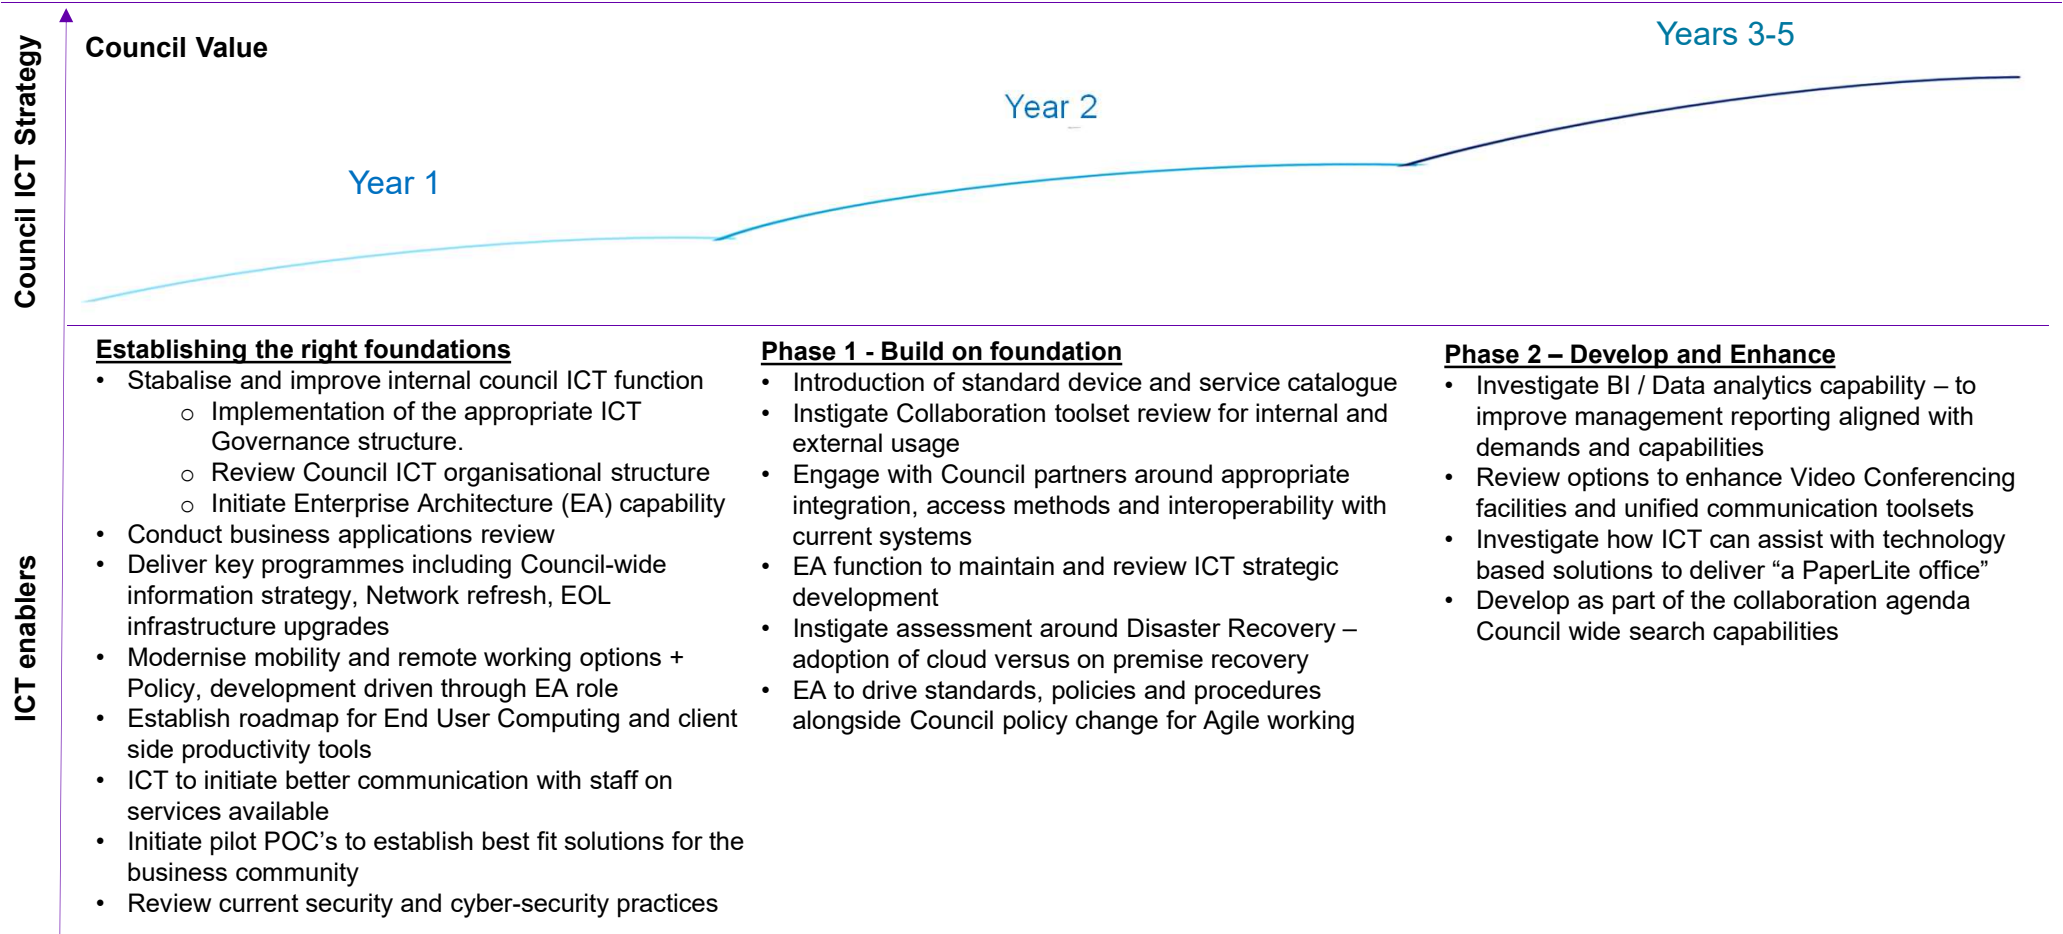 Council ICT Strategy
Council Value
Year 1
Year 2
Years 3-5
ICT enablers
Establishing the right foundations
• Stabalise and improve internal council ICT function
o Implementation of the appropriate ICT
Governance structure.
o Review Council ICT organisational structure
o Initiate Enterprise Architecture (EA) capability
• Conduct business applications review
• Deliver key programmes including Council-wide
information strategy, Network refresh, EOL
infrastructure upgrades
• Modernise mobility and remote working options +
Policy, development driven through EA role
• Establish roadmap for End User Computing and client
side productivity tools
• ICT to initiate better communication with staff on
services available
• Initiate pilot POC’s to establish best fit solutions for the
business community
• Review current security and cyber-security practices
Phase 1 - Build on foundation
• Introduction of standard device and service catalogue
• Instigate Collaboration toolset review for internal and
external usage
• Engage with Council partners around appropriate
integration, access methods and interoperability with
current systems
• EA function to maintain and review ICT strategic
development
• Instigate assessment around Disaster Recovery –
adoption of cloud versus on premise recovery
• EA to drive standards, policies and procedures
alongside Council policy change for Agile working
Phase 2 – Develop and Enhance
• Investigate BI / Data analytics capability – to
improve management reporting aligned with
demands and capabilities
• Review options to enhance Video Conferencing
facilities and unified communication toolsets
• Investigate how ICT can assist with technology
based solutions to deliver “a PaperLite office”
• Develop as part of the collaboration agenda
Council wide search capabilities